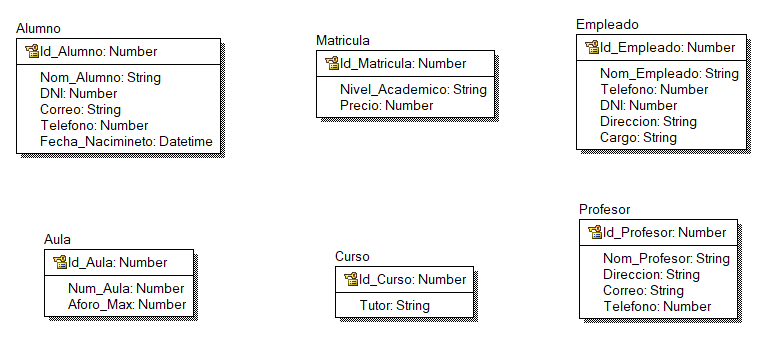 Alumno
Id_Alumno: Number
Nom_Alumno: String
DNI: Number
Correo: String
Telefono: Number
Fecha_Nacimineto: Datetime
Matricula
Id_Matricula: Number
Nivel_Academico: String
Precio: Number
Empleado
Id_Empleado: Number
Nom_Empleado: String
Telefono: Number
DNI: Number
Direccion: String
Cargo: String
Aula
Id_Aula: Number
Num_Aula: Number
Aforo_Max: Number
Curso
Id_Curso: Number
Tutor: String
Profesor
Id_Profesor: Number
Nom_Profesor: String
Direccion: String
Correo: String
Telefono: Number